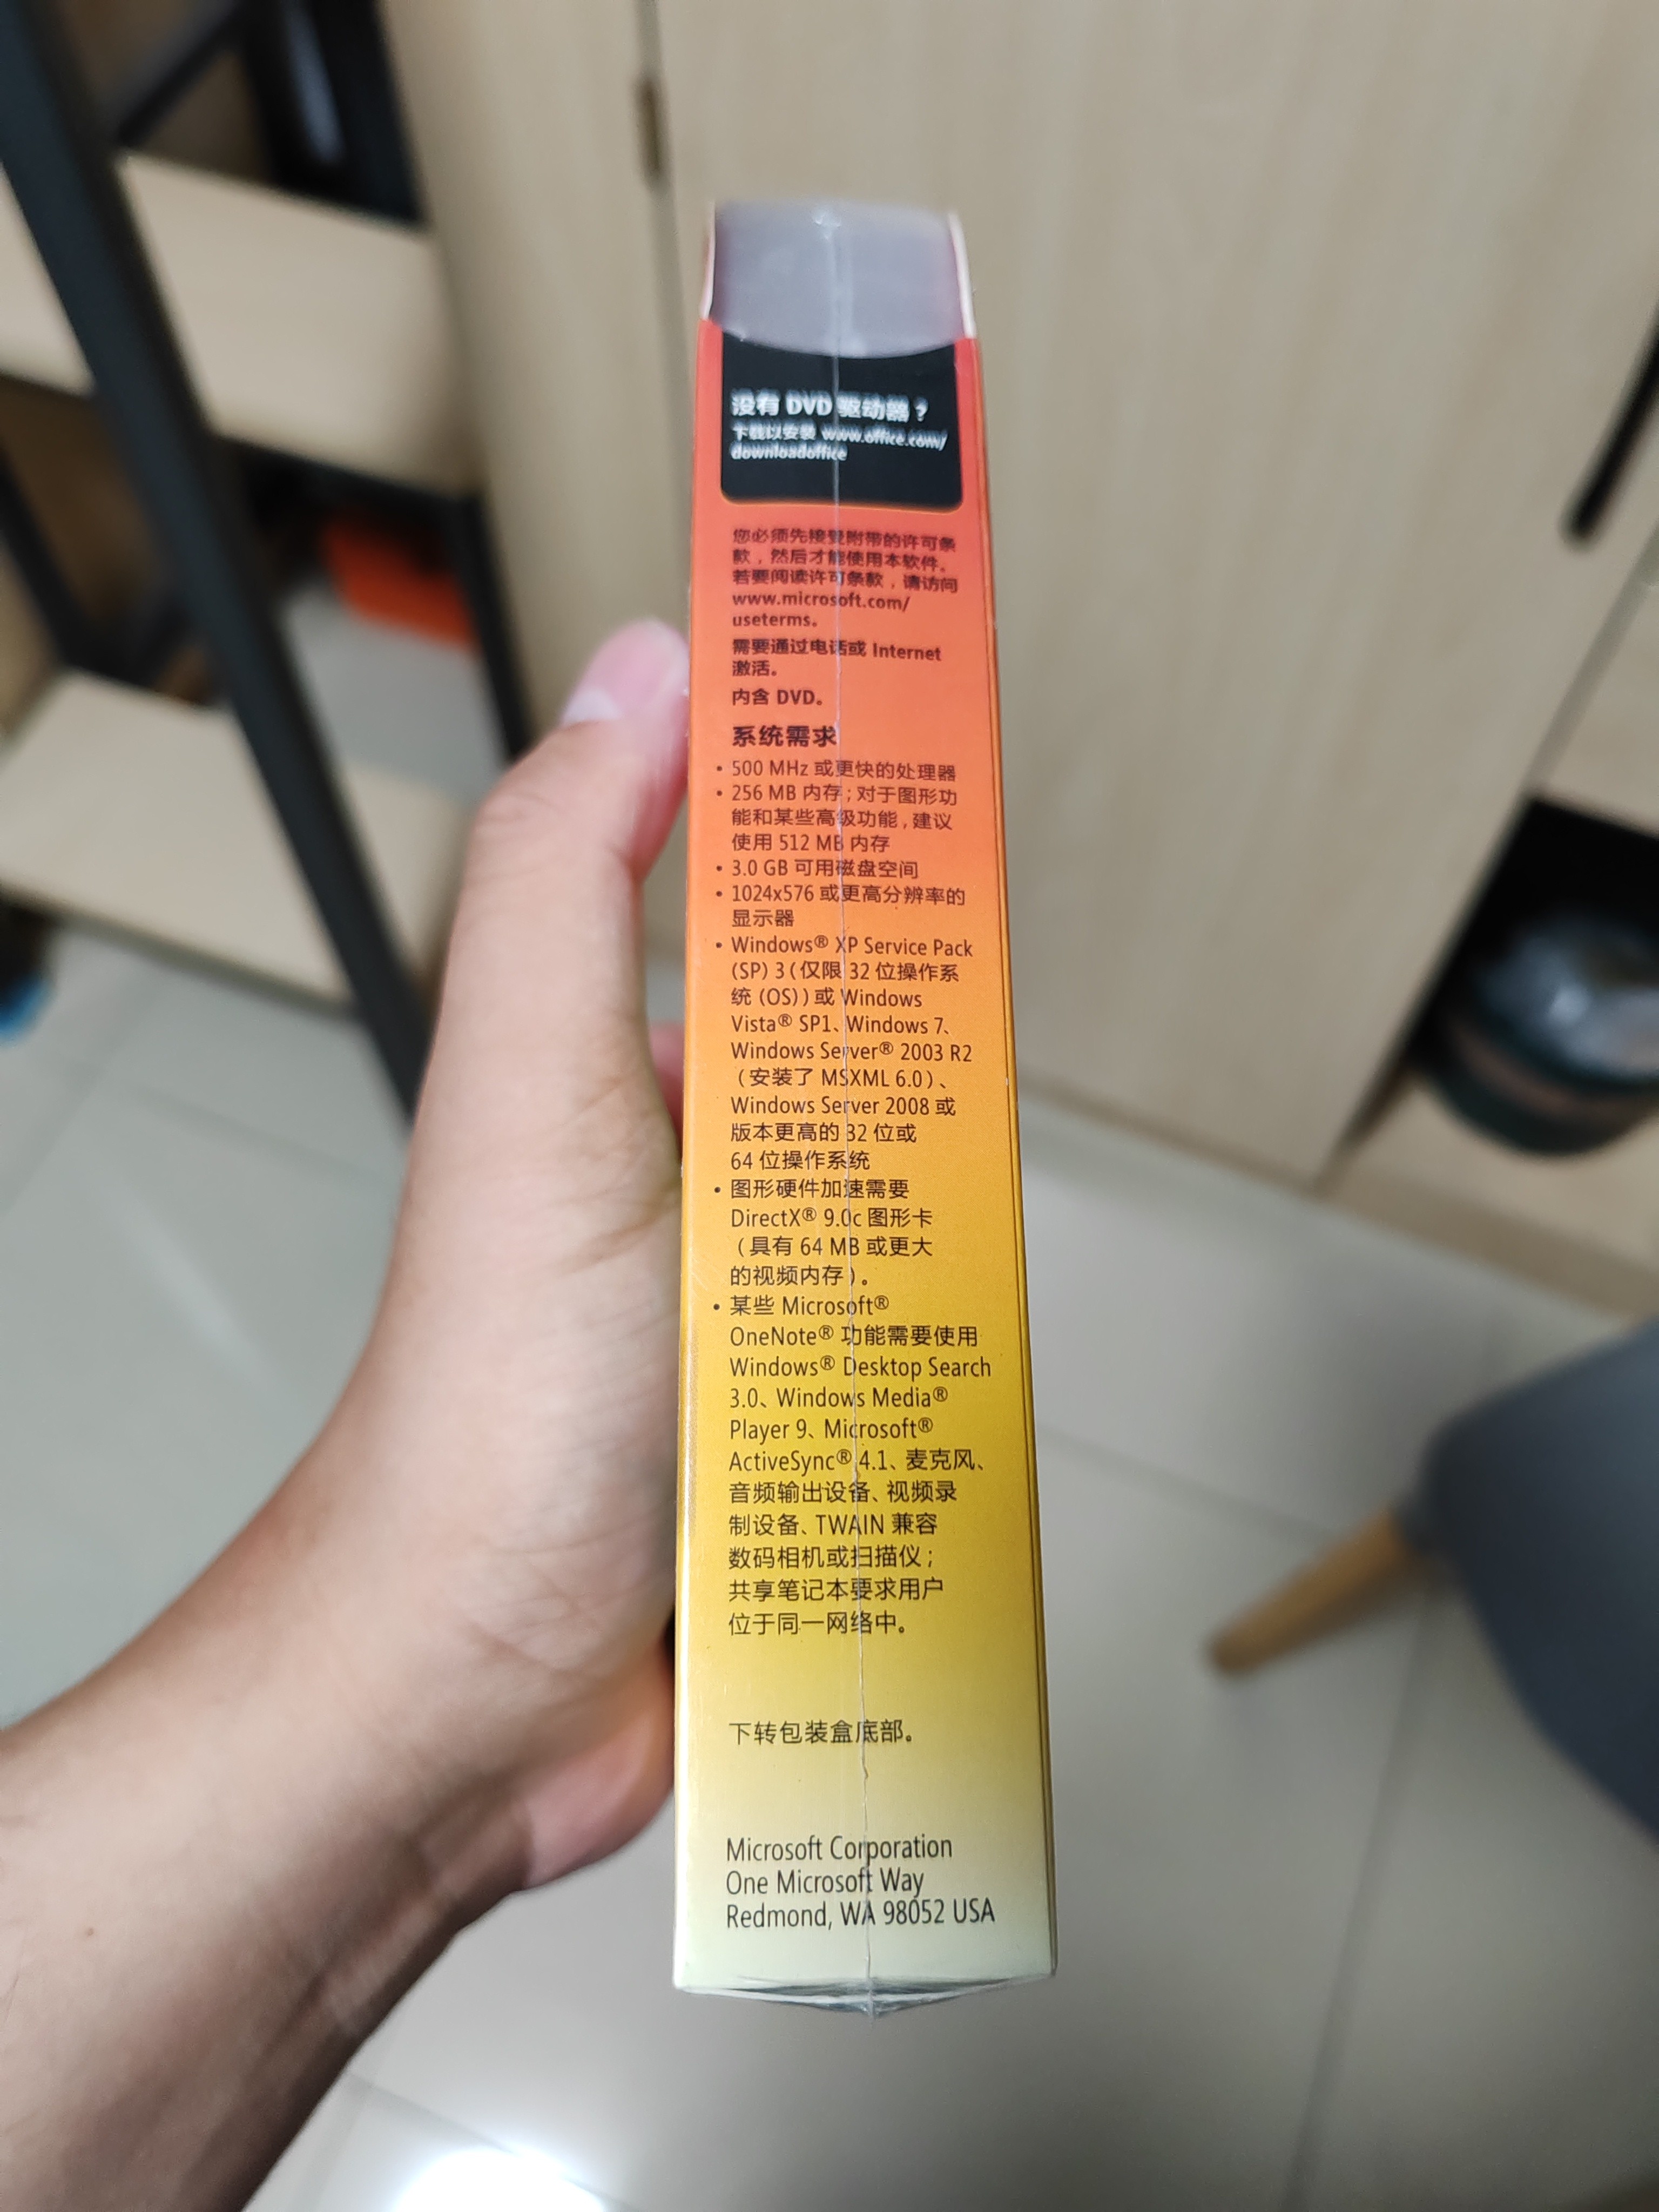 没有 DVD 驱动器？
下载以安装 www.office.com/
downloadoffice
您必须先接受附带的许可条
款，然后才能使用本软件。
若要阅读许可条款，请访问
www.microsoft.com/
useterms。
需要通过电话或 Internet
激活。
内含 DVD。
系统需求
• 500 MHz 或更快的处理器
• 256 MB 内存；对于图形功
能和某些高级功能，建议
使用 512 MB 内存
• 3.0 GB 可用磁盘空间
• 1024x576 或更高分辨率的
显示器
• Windows® XP Service Pack
(SP) 3（仅限 32 位操作系
统 (OS)）或 Windows
Vista® SP1、Windows 7、
Windows Server® 2003 R2
（安装了 MSXML 6.0）、
Windows Server 2008 或
版本更高的 32 位或
64 位操作系统
• 图形硬件加速需要
DirectX® 9.0c 图形卡
（具有 64 MB 或更大
的视频内存）。
• 某些 Microsoft®
OneNote® 功能需要使用
Windows® Desktop Search
3.0、Windows Media®
Player 9、Microsoft®
ActiveSync® 4.1、麦克风、
音频输出设备、视频录
制设备、TWAIN 兼容
数码相机或扫描仪；
共享笔记本要求用户
位于同一网络中。
下转包装盒底部。
Microsoft Corporation
One Microsoft Way
Redmond, WA 98052 USA